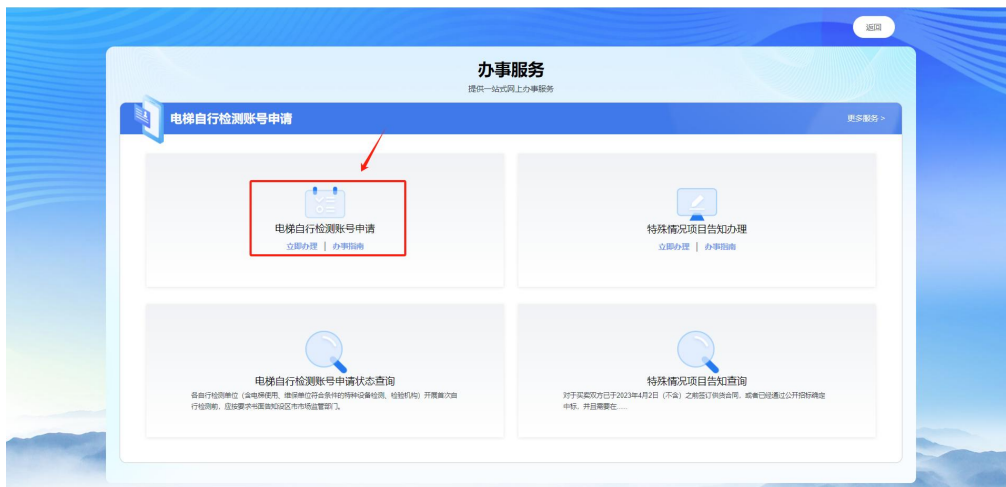 返回
办事服务
提供一站式网上办事服务
电梯自行检测账号申请
更多服务 >
电梯自行检测账号申请
立即办理 | 办事指南
特殊情况项目告知办理
立即办理 | 办事指南
电梯自行检测账号申请状态查询
各自行检测单位（含电梯使用、维保单位符合条件的特种设备检测、检验机构）开展首次自
行检测前，应按要求书面告知设区市市场监管部门。
特殊情况项目告知查询
对于买卖双方已于2023年4月2日（不含）之前签订供货合同，或者已经通过公开招标确定
中标，并且需要在......